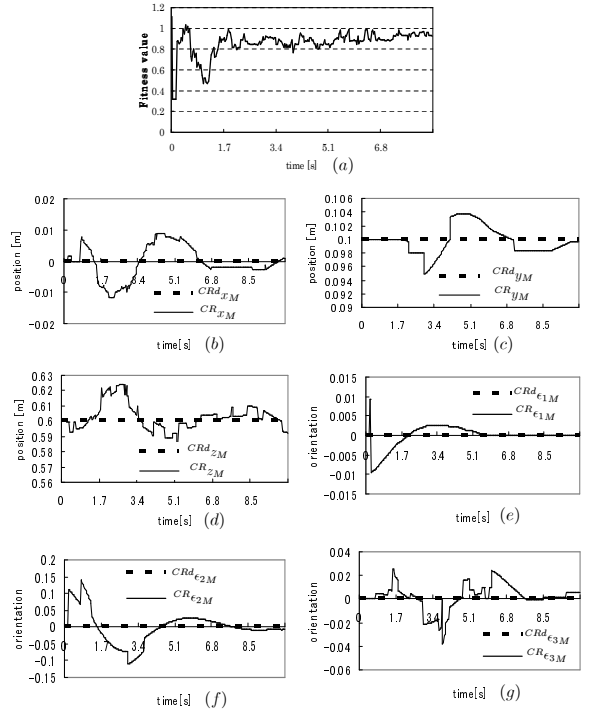 Fitness value
1.2
1
0.8
0.6
0.4
0.2
0
0 1.7 3.4 5.1 6.8
time [s] (a)
position [m]
0.02
0.01
0
-0.01
-0.02
0 1.7 3.4 5.1 6.8 8.5
CRd x M
CR x M
time[s] (b)
position [m]
0.106
0.104
0.102
0.1
0.098
0.096
0.094
0.092
0.09
0 1.7 3.4 5.1 6.8 8.5
CRd y M
CR y M
time[s] (c)
position [m]
0.63
0.62
0.61
0.6
0.59
0.58
0.57
0.56
0 1.7 3.4 5.1 6.8 8.5
CRd z M
CR z M
time[s] (d)
orientation
0.015
0.01
0.005
0
-0.005
-0.01
-0.015
0 1.7 3.4 5.1 6.8 8.5
CRd ϵ1M
CR ϵ1M
time[s] (e)
orientation
0.2
0.15
0.1
0.05
0
-0.05
-0.1
-0.15
0 1.7 3.4 5.1 6.8 8.5
CRd ϵ2M
CR ϵ2M
time[s] (f)
orientation
0.04
0.02
0
-0.02
-0.04
-0.06
0 1.7 3.4 5.1 6.8 8.5
CRd ϵ3M
CR ϵ3M
time[s] (g)